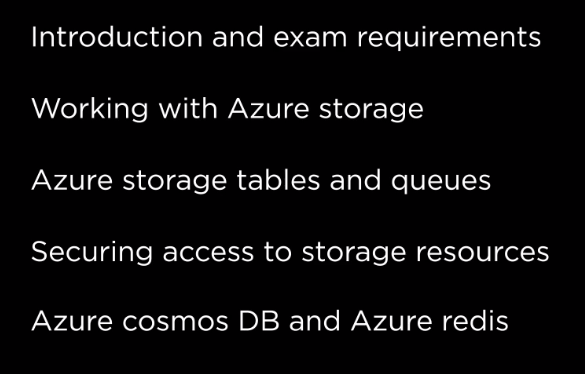 Introduction and exam requirements
Working with Azure storage
Azure storage tables and queues
Securing access to storage resources
Azure cosmos DB and Azure redis